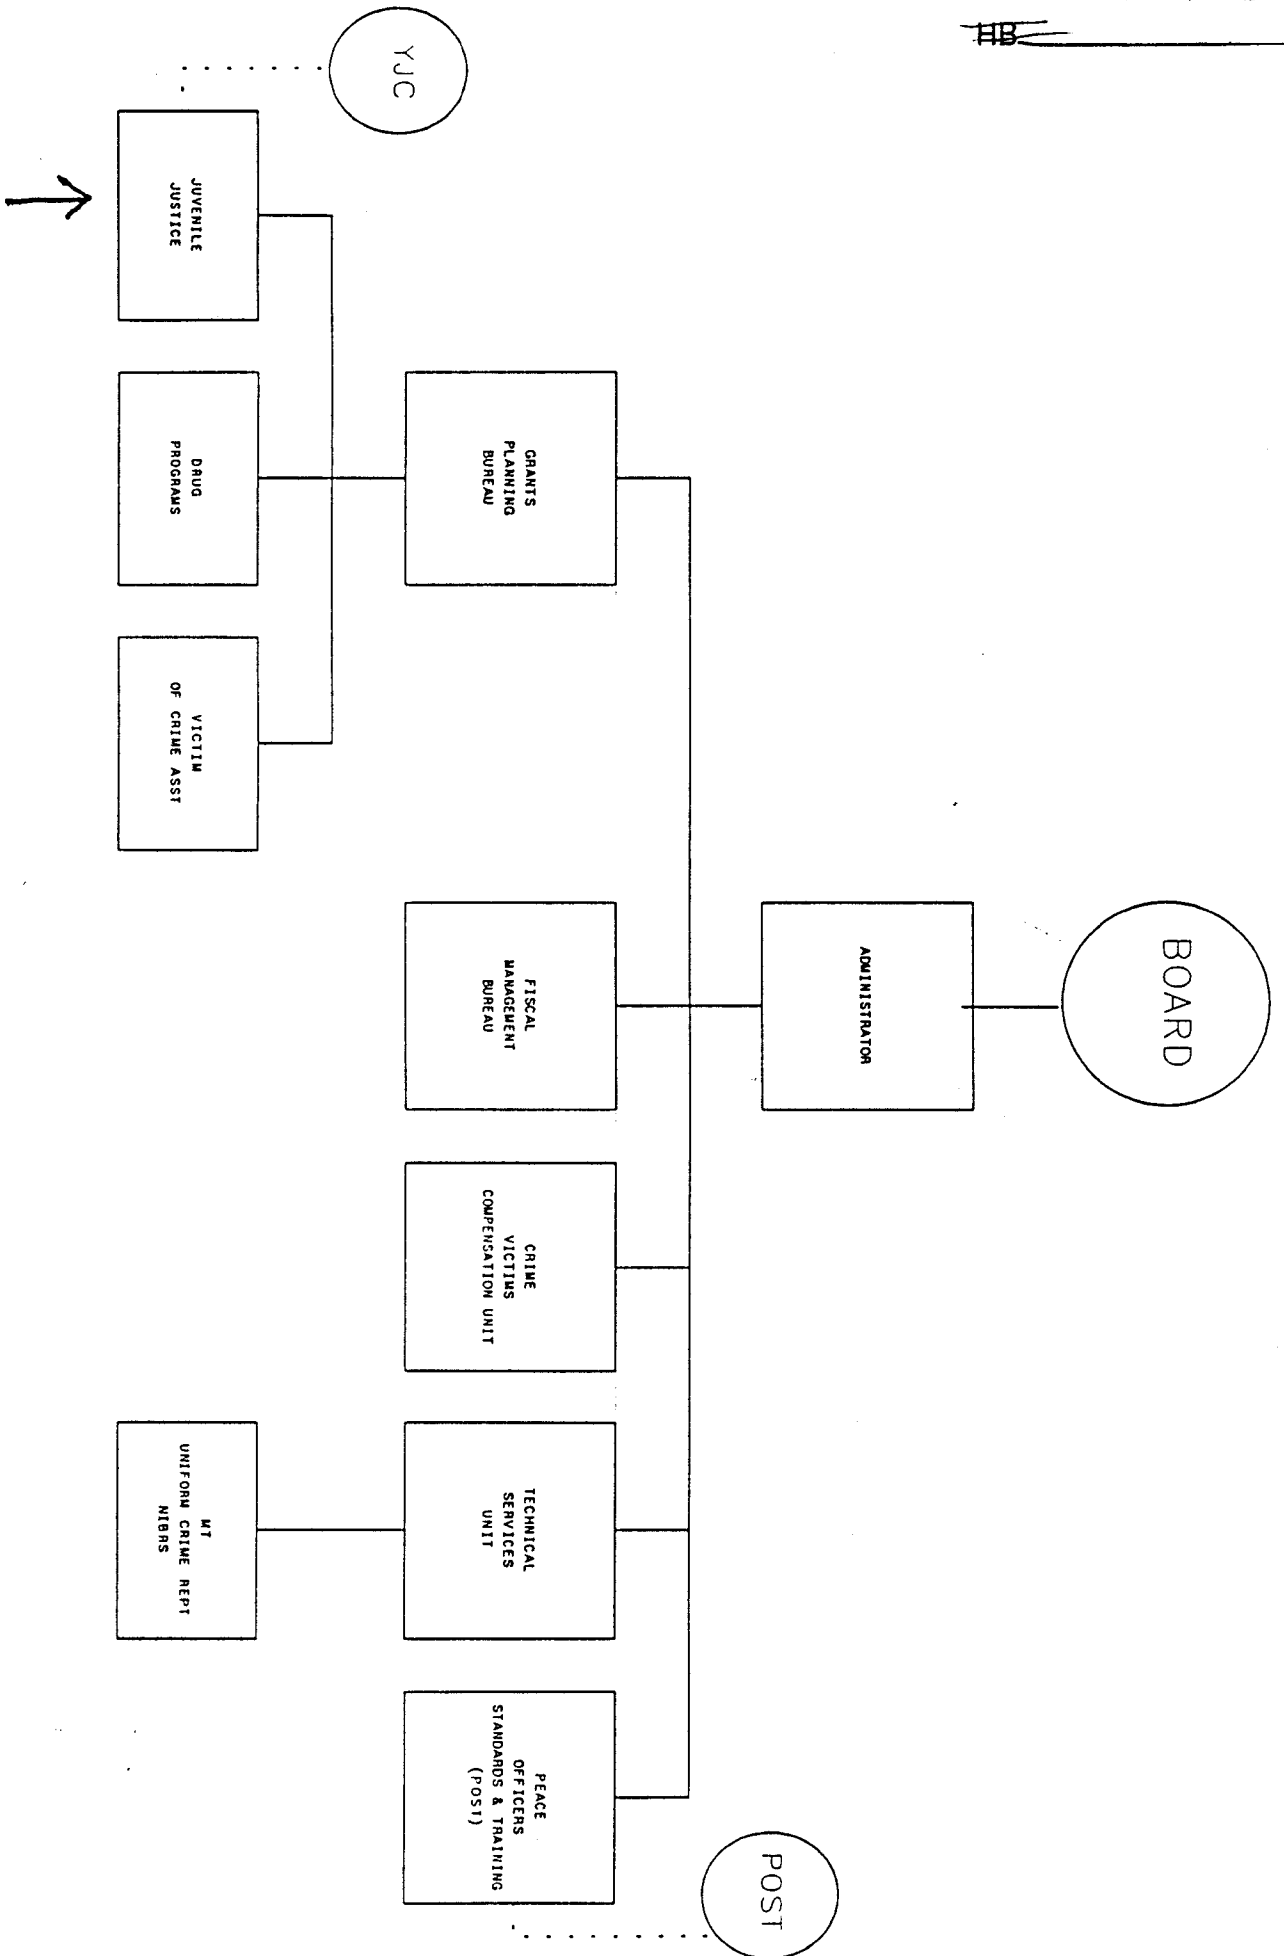 HB
BOARD
ADMINISTRATOR
YJC
GRANTS
PLANNING
BUREAU
FISCAL
MANAGEMENT
BUREAU
CRIME
VICTIMS
COMPENSATION UNIT
TECHNICAL
SERVICES
UNIT
PEACE
OFFICERS
STANDARDS & TRAINING
(POST)
POST
JUVENILE
JUSTICE
DRUG
PROGRAMS
VICTIM
OF CRIME ASST
MT
UNIFORM CRIME REPT
NIBRS